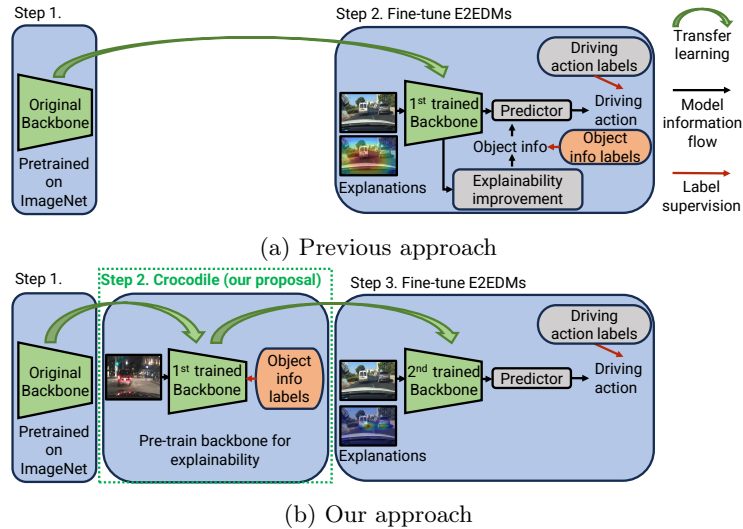 Step 1.
Original
Backbone
Pretrained
on
ImageNet
Step 2. Fine-tune E2EDMs
Driving
action labels
1st trained
Backbone
Predictor
Driving
action
Object info
Object
info labels
Explanations
Explainability
improvement
Transfer
learning
Model
information
flow
Label
supervision
(a) Previous approach
Step 1.
Original
Backbone
Pretrained
on
ImageNet
Step 2. Crocodile (our proposal)
1st trained
Backbone
Object
info
labels
Pre-train backbone for
explainability
Step 3. Fine-tune E2EDMs
Driving
action labels
2nd trained
Backbone
Predictor
Driving
action
Explanations
(b) Our approach